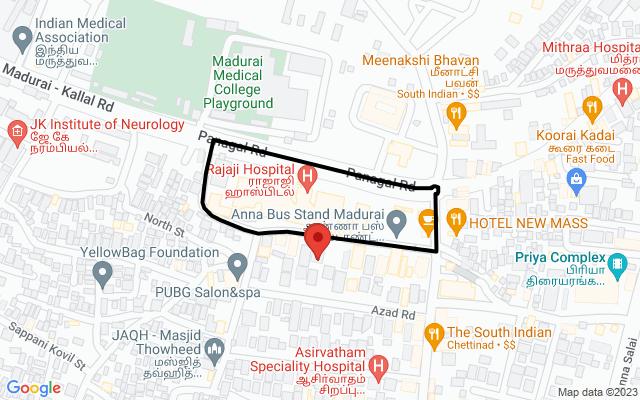 Indian Medical
Association
இந்திய
மருத்துவ...
Madurai
Medical
College
Playground
Meenakshi Bhavan
மீனாட்சி
பவன்
South Indian • $$
Mithraa Hospita
மித்ர
மருத்துவமனை
Madurai - Kallal Rd
JK Institute of Neurology
ஜே.கே
நரம்பியல்...
Panagal Rd
Koorai Kadai
கூரை கடை
Fast Food
Rajaji Hospital
ராஜாஜி
ஹாஸ்பிடல்
Panagal Rd
North St
Anna Bus Stand Madurai
அண்ணா பஸ்
HOTEL NEW MASS
YellowBag Foundation
PUBG Salon&spa
Priya Complex
பிரியா
திரையரங்...
Azad Rd
Sappani Kovil St
JAQH - Masjid
Thowheed
மஸ்ஜித்
தவ்ஹித்...
The South Indian
Chettinad • $$
Asirvatham
Speciality Hospital
ஆசிர்வாதம்
சிறப்பு...
nna Salai
Google
Map data ©2023